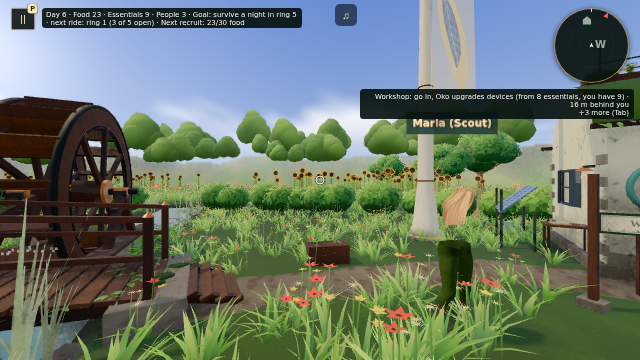 P
Day 6 · Food 23 · Essentials 9 · People 3 · Goal: survive a night in ring 5
· next ride: ring 1 (3 of 5 open) · Next recruit: 23/30 food
W
Workshop: go in, Oko upgrades devices (from 8 essentials, you have 9) ·
16 m behind you
+3 more (Tab)
Maria (Scout)